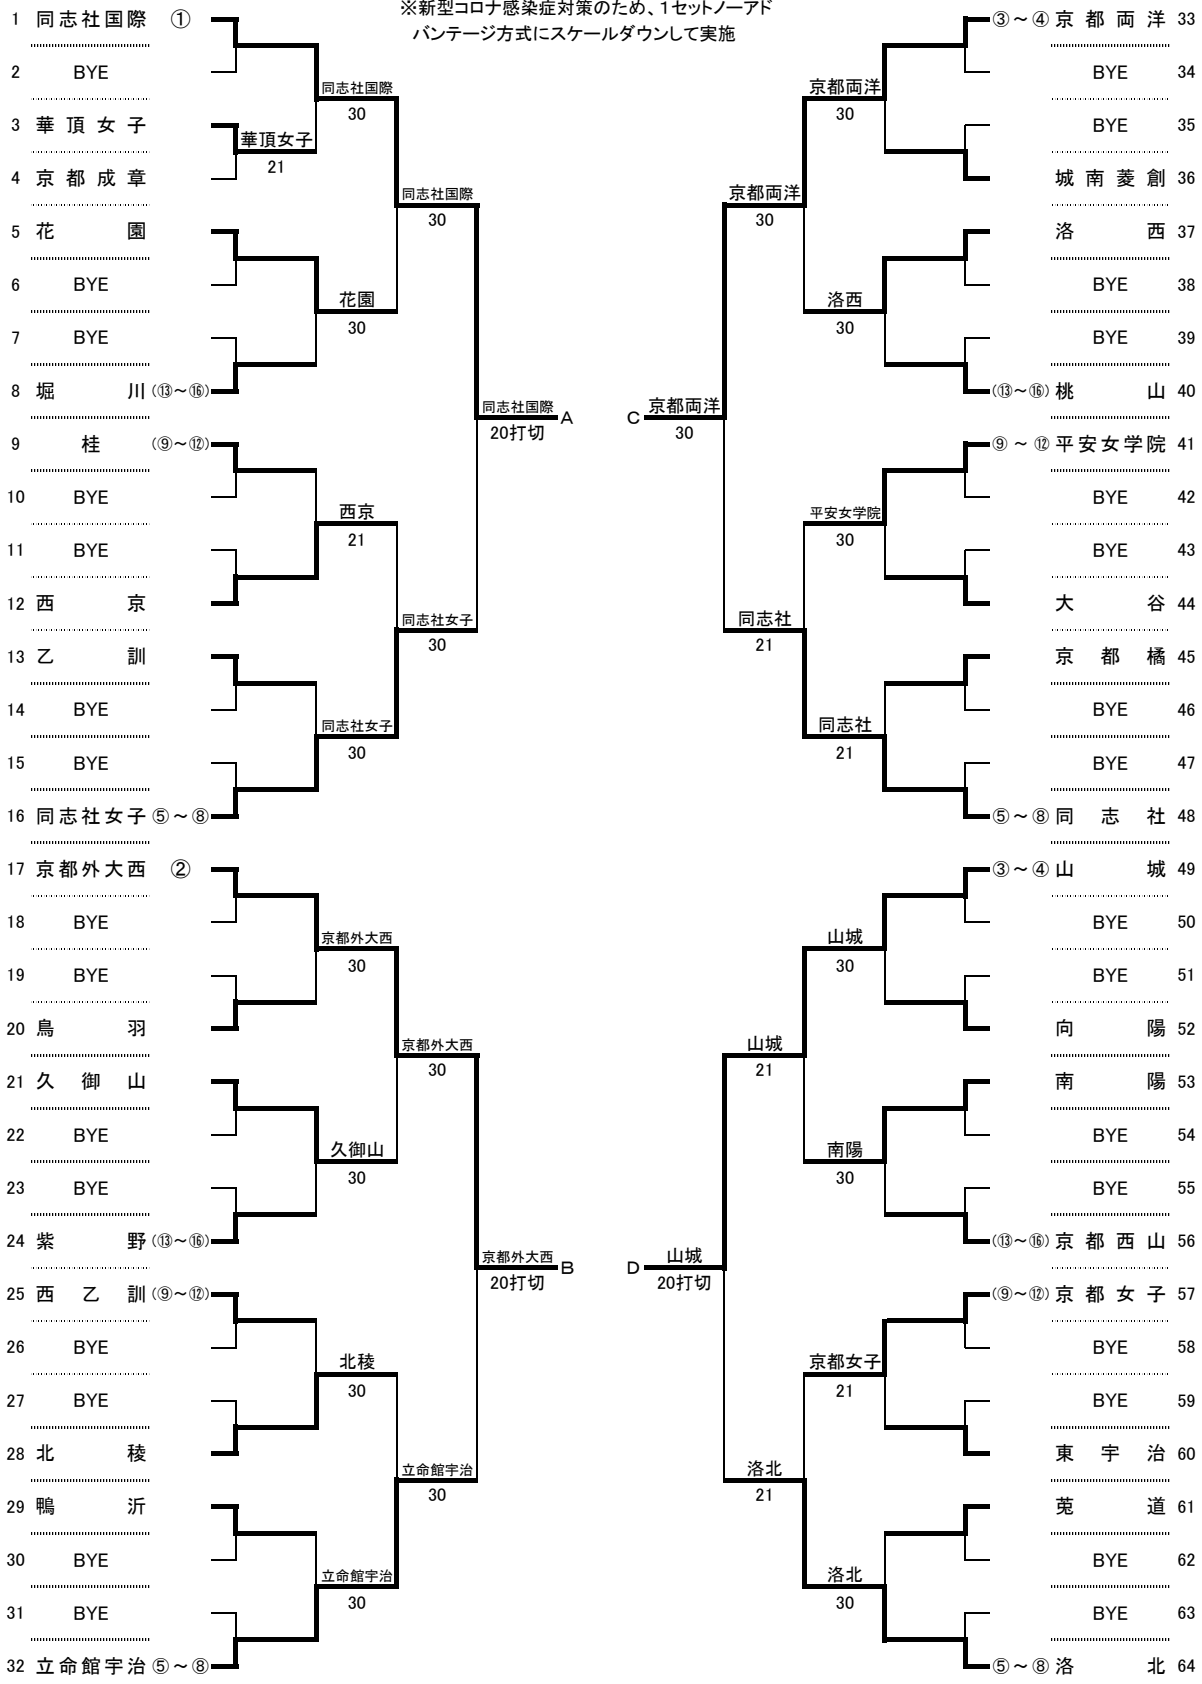 ※新型コロナ感染症対策のため、1セットノーアド
バンテージ方式にスケールダウンして実施
1 同志社国際 ①
2 BYE
3 華頂女子
4 京都成章
5 花園
6 BYE
7 BYE
8 堀川 (⑬～⑯)
9 桂 (⑨～⑫)
10 BYE
11 BYE
12 西京
13 乙訓
14 BYE
15 BYE
16 同志社女子 ⑤～⑧
17 京都外大西 ②
18 BYE
19 BYE
20 鳥羽
21 久御山
22 BYE
23 BYE
24 紫野 (⑬～⑯)
25 西乙訓 (⑨～⑫)
26 BYE
27 BYE
28 北稜
29 鴨沂
30 BYE
31 BYE
32 立命館宇治 ⑤～⑧
華頂女子
21
同志社国際
30
花園
30
西京
21
同志社女子
30
京都外大西
30
久御山
30
北稜
30
立命館宇治
30
同志社国際
30
同志社女子
30
京都外大西
30
立命館宇治
30
同志社国際 A
20打切
京都外大西 B
20打切
C 京都両洋
30
D 山城
20打切
京都両洋
30
同志社
21
山城
21
洛北
21
京都両洋
30
洛西
30
平安女学院
30
同志社
21
山城
30
南陽
30
京都女子
21
洛北
30
③～④ 京都両洋 33
BYE 34
BYE 35
城南菱創 36
洛西 37
BYE 38
BYE 39
(⑬～⑯) 桃山 40
⑨～⑫ 平安女学院 41
BYE 42
BYE 43
大谷 44
京都橘 45
BYE 46
BYE 47
⑤～⑧ 同志社 48
③～④ 山城 49
BYE 50
BYE 51
向陽 52
南陽 53
BYE 54
BYE 55
(⑬～⑯) 京都西山 56
(⑨～⑫) 京都女子 57
BYE 58
BYE 59
東宇治 60
莵道 61
BYE 62
BYE 63
⑤～⑧ 洛北 64